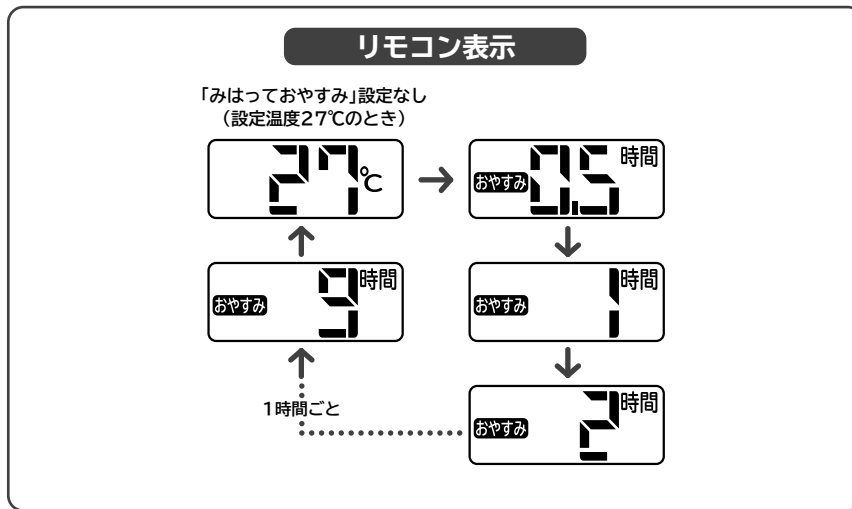 リモコン表示
「みはっておやすみ」設定なし
(設定温度27℃のとき)
27℃
おやすみ 0.5 時間
おやすみ 9 時間
おやすみ 1 時間
1時間ごと
おやすみ 2 時間